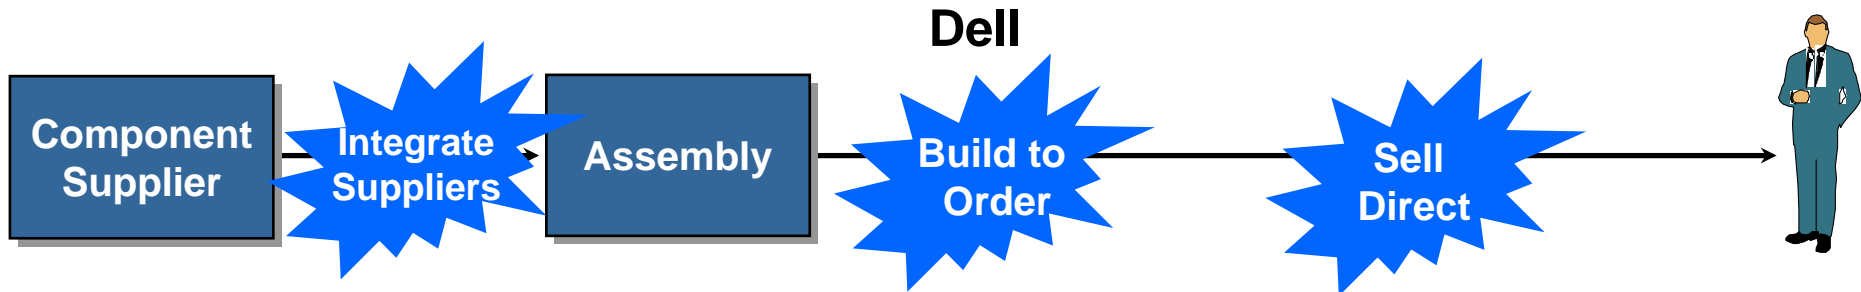 Dell
Component
Supplier
Integrate
Suppliers
Assembly
Build to
Order
Sell
Direct